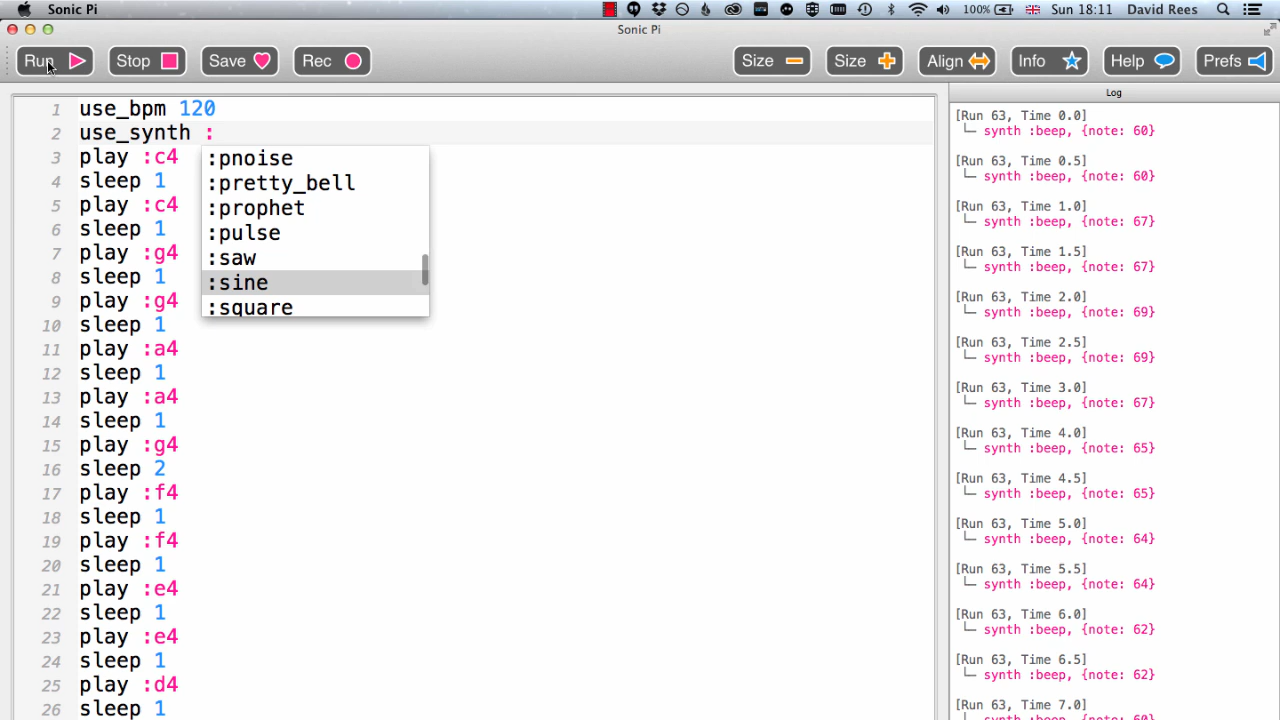 Sonic Pi
100%
Sun 18:11
David Rees
Sonic Pi
Run
Stop
Save
Rec
Size
Size
Align
Info
Help
Prefs
1 use_bpm 120
2 use_synth :
3 play :c4
4 sleep 1
5 play :c4
6 sleep 1
7 play :g4
8 sleep 1
9 play :g4
10 sleep 1
11 play :a4
12 sleep 1
13 play :a4
14 sleep 1
15 play :g4
16 sleep 2
17 play :f4
18 sleep 1
19 play :f4
20 sleep 1
21 play :e4
22 sleep 1
23 play :e4
24 sleep 1
25 play :d4
26 sleep 1
:pnoise
:pretty_bell
:prophet
:pulse
:saw
:sine
:square
Log
[Run 63, Time 0.0]
└─ synth :beep, {note: 60}
[Run 63, Time 0.5]
└─ synth :beep, {note: 60}
[Run 63, Time 1.0]
└─ synth :beep, {note: 67}
[Run 63, Time 1.5]
└─ synth :beep, {note: 67}
[Run 63, Time 2.0]
└─ synth :beep, {note: 69}
[Run 63, Time 2.5]
└─ synth :beep, {note: 69}
[Run 63, Time 3.0]
└─ synth :beep, {note: 67}
[Run 63, Time 4.0]
└─ synth :beep, {note: 65}
[Run 63, Time 4.5]
└─ synth :beep, {note: 65}
[Run 63, Time 5.0]
└─ synth :beep, {note: 64}
[Run 63, Time 5.5]
└─ synth :beep, {note: 64}
[Run 63, Time 6.0]
└─ synth :beep, {note: 62}
[Run 63, Time 6.5]
└─ synth :beep, {note: 62}
[Run 63, Time 7.0]
└─ synth :beep, {note: 60}